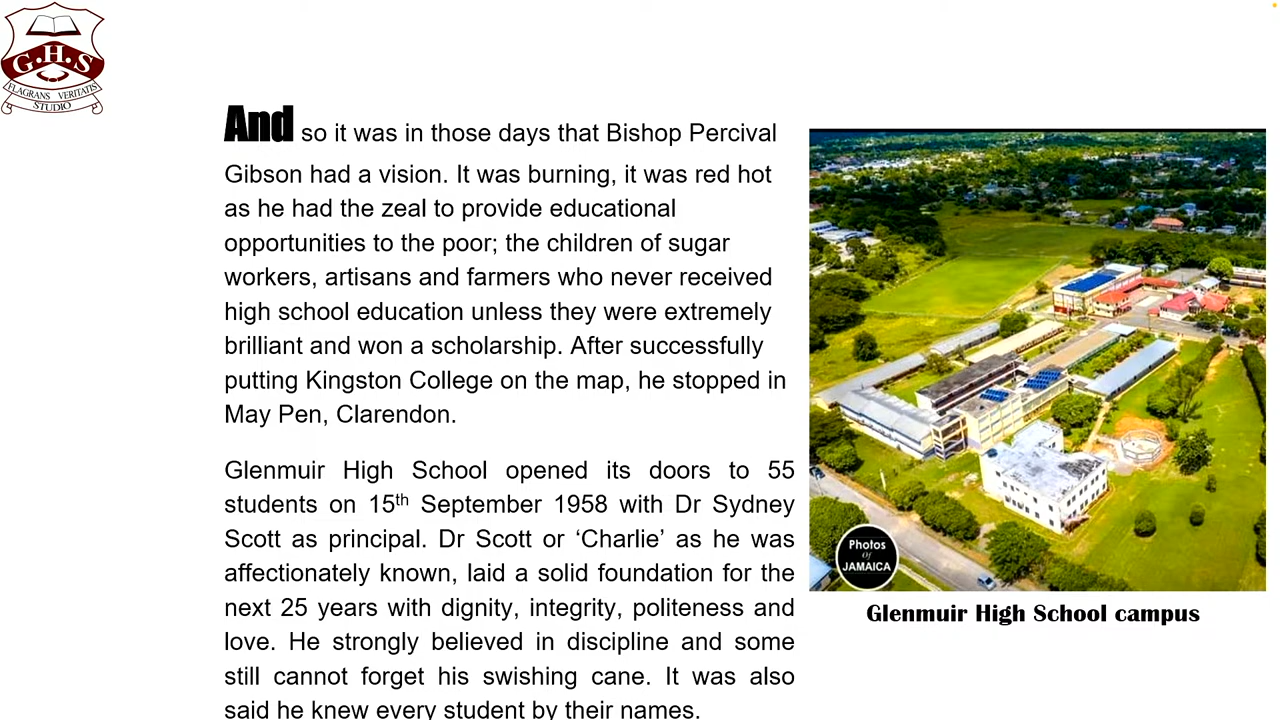 G.H.S
FLAGRANS VERITATIS
STUDIO
And so it was in those days that Bishop Percival
Gibson had a vision. It was burning, it was red hot
as he had the zeal to provide educational
opportunities to the poor; the children of sugar
workers, artisans and farmers who never received
high school education unless they were extremely
brilliant and won a scholarship. After successfully
putting Kingston College on the map, he stopped in
May Pen, Clarendon.
Glenmuir High School opened its doors to 55
students on 15th September 1958 with Dr Sydney
Scott as principal. Dr Scott or ‘Charlie’ as he was
affectionately known, laid a solid foundation for the
next 25 years with dignity, integrity, politeness and
love. He strongly believed in discipline and some
still cannot forget his swishing cane. It was also
said he knew every student by their names.
Photos
Of
JAMAICA
Glenmuir High School campus